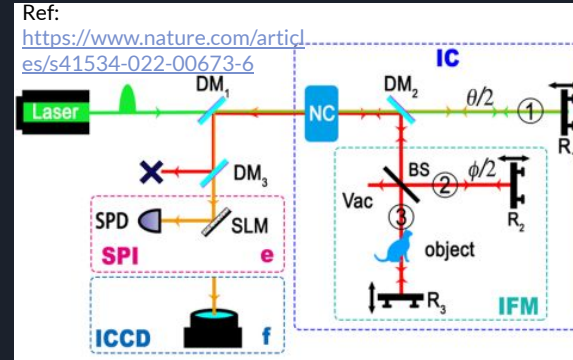 Ref:
https://www.nature.com/articl
es/s41534-022-00673-6
IC
DM1
DM2
θ/2
Laser
NC
1
R
DM3
BS
2
ϕ/2
Vac
R2
SPD
SLM
3
object
SPI
e
R3
IFM
ICCD
f